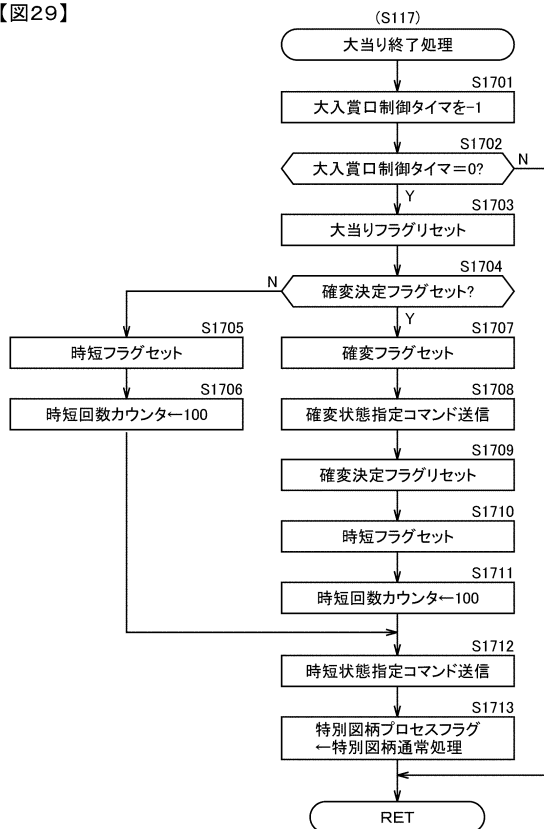 【図29】
(S117)
大当り終了処理
S1701
大入賞口制御タイマを-1
S1702
大入賞口制御タイマ＝0?
N
Y
S1703
大当りフラグリセット
S1704
確変決定フラグセット?
N
Y
S1705
時短フラグセット
S1706
時短回数カウンタ←100
S1707
確変フラグセット
S1708
確変状態指定コマンド送信
S1709
確変決定フラグリセット
S1710
時短フラグセット
S1711
時短回数カウンタ←100
S1712
時短状態指定コマンド送信
S1713
特別図柄プロセスフラグ
←特別図柄通常処理
RET